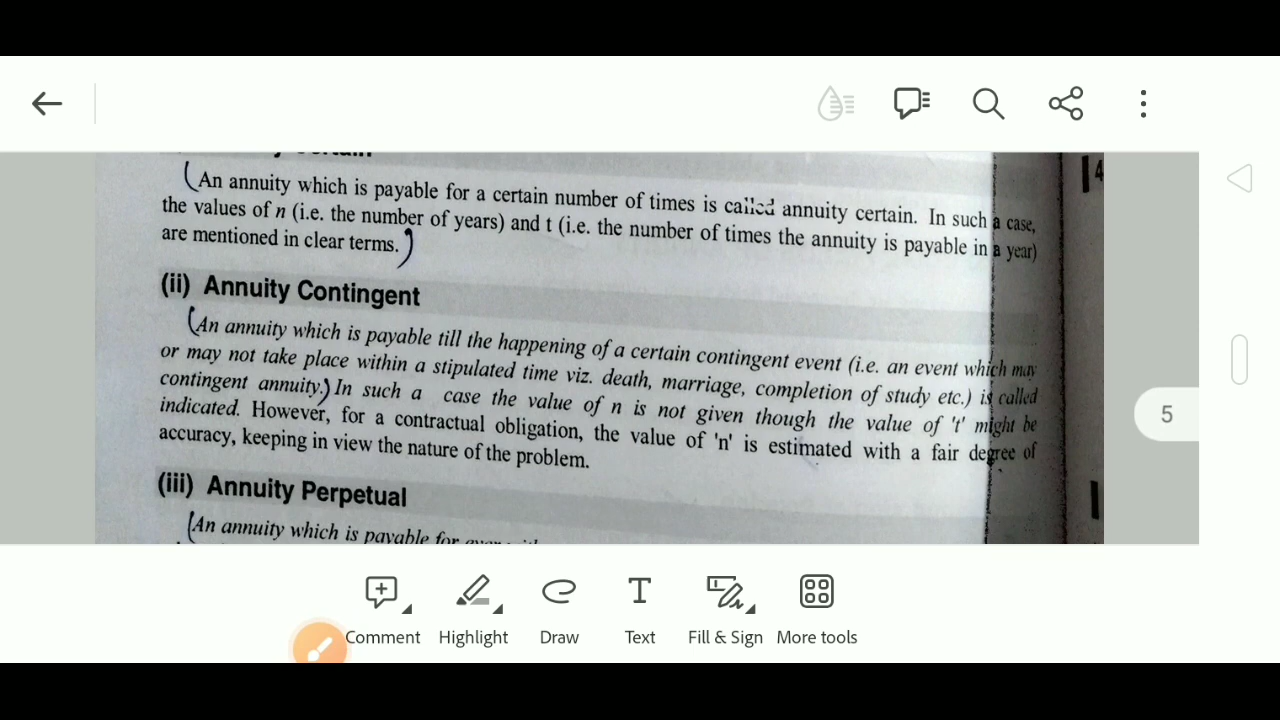 An annuity which is payable for a certain number of times is called annuity certain. In such a case,
the values of n (i.e. the number of years) and t (i.e. the number of times the annuity is payable in a year)
are mentioned in clear terms.
(ii) Annuity Contingent
An annuity which is payable till the happening of a certain contingent event (i.e. an event which may
or may not take place within a stipulated time viz. death, marriage, completion of study etc.) is called
contingent annuity. In such a case the value of n is not given though the value of 't' might be
indicated. However, for a contractual obligation, the value of 'n' is estimated with a fair degree of
accuracy, keeping in view the nature of the problem.
(iii) Annuity Perpetual
An annuity which is payable for
4
5
Comment Highlight Draw Text Fill & Sign More tools